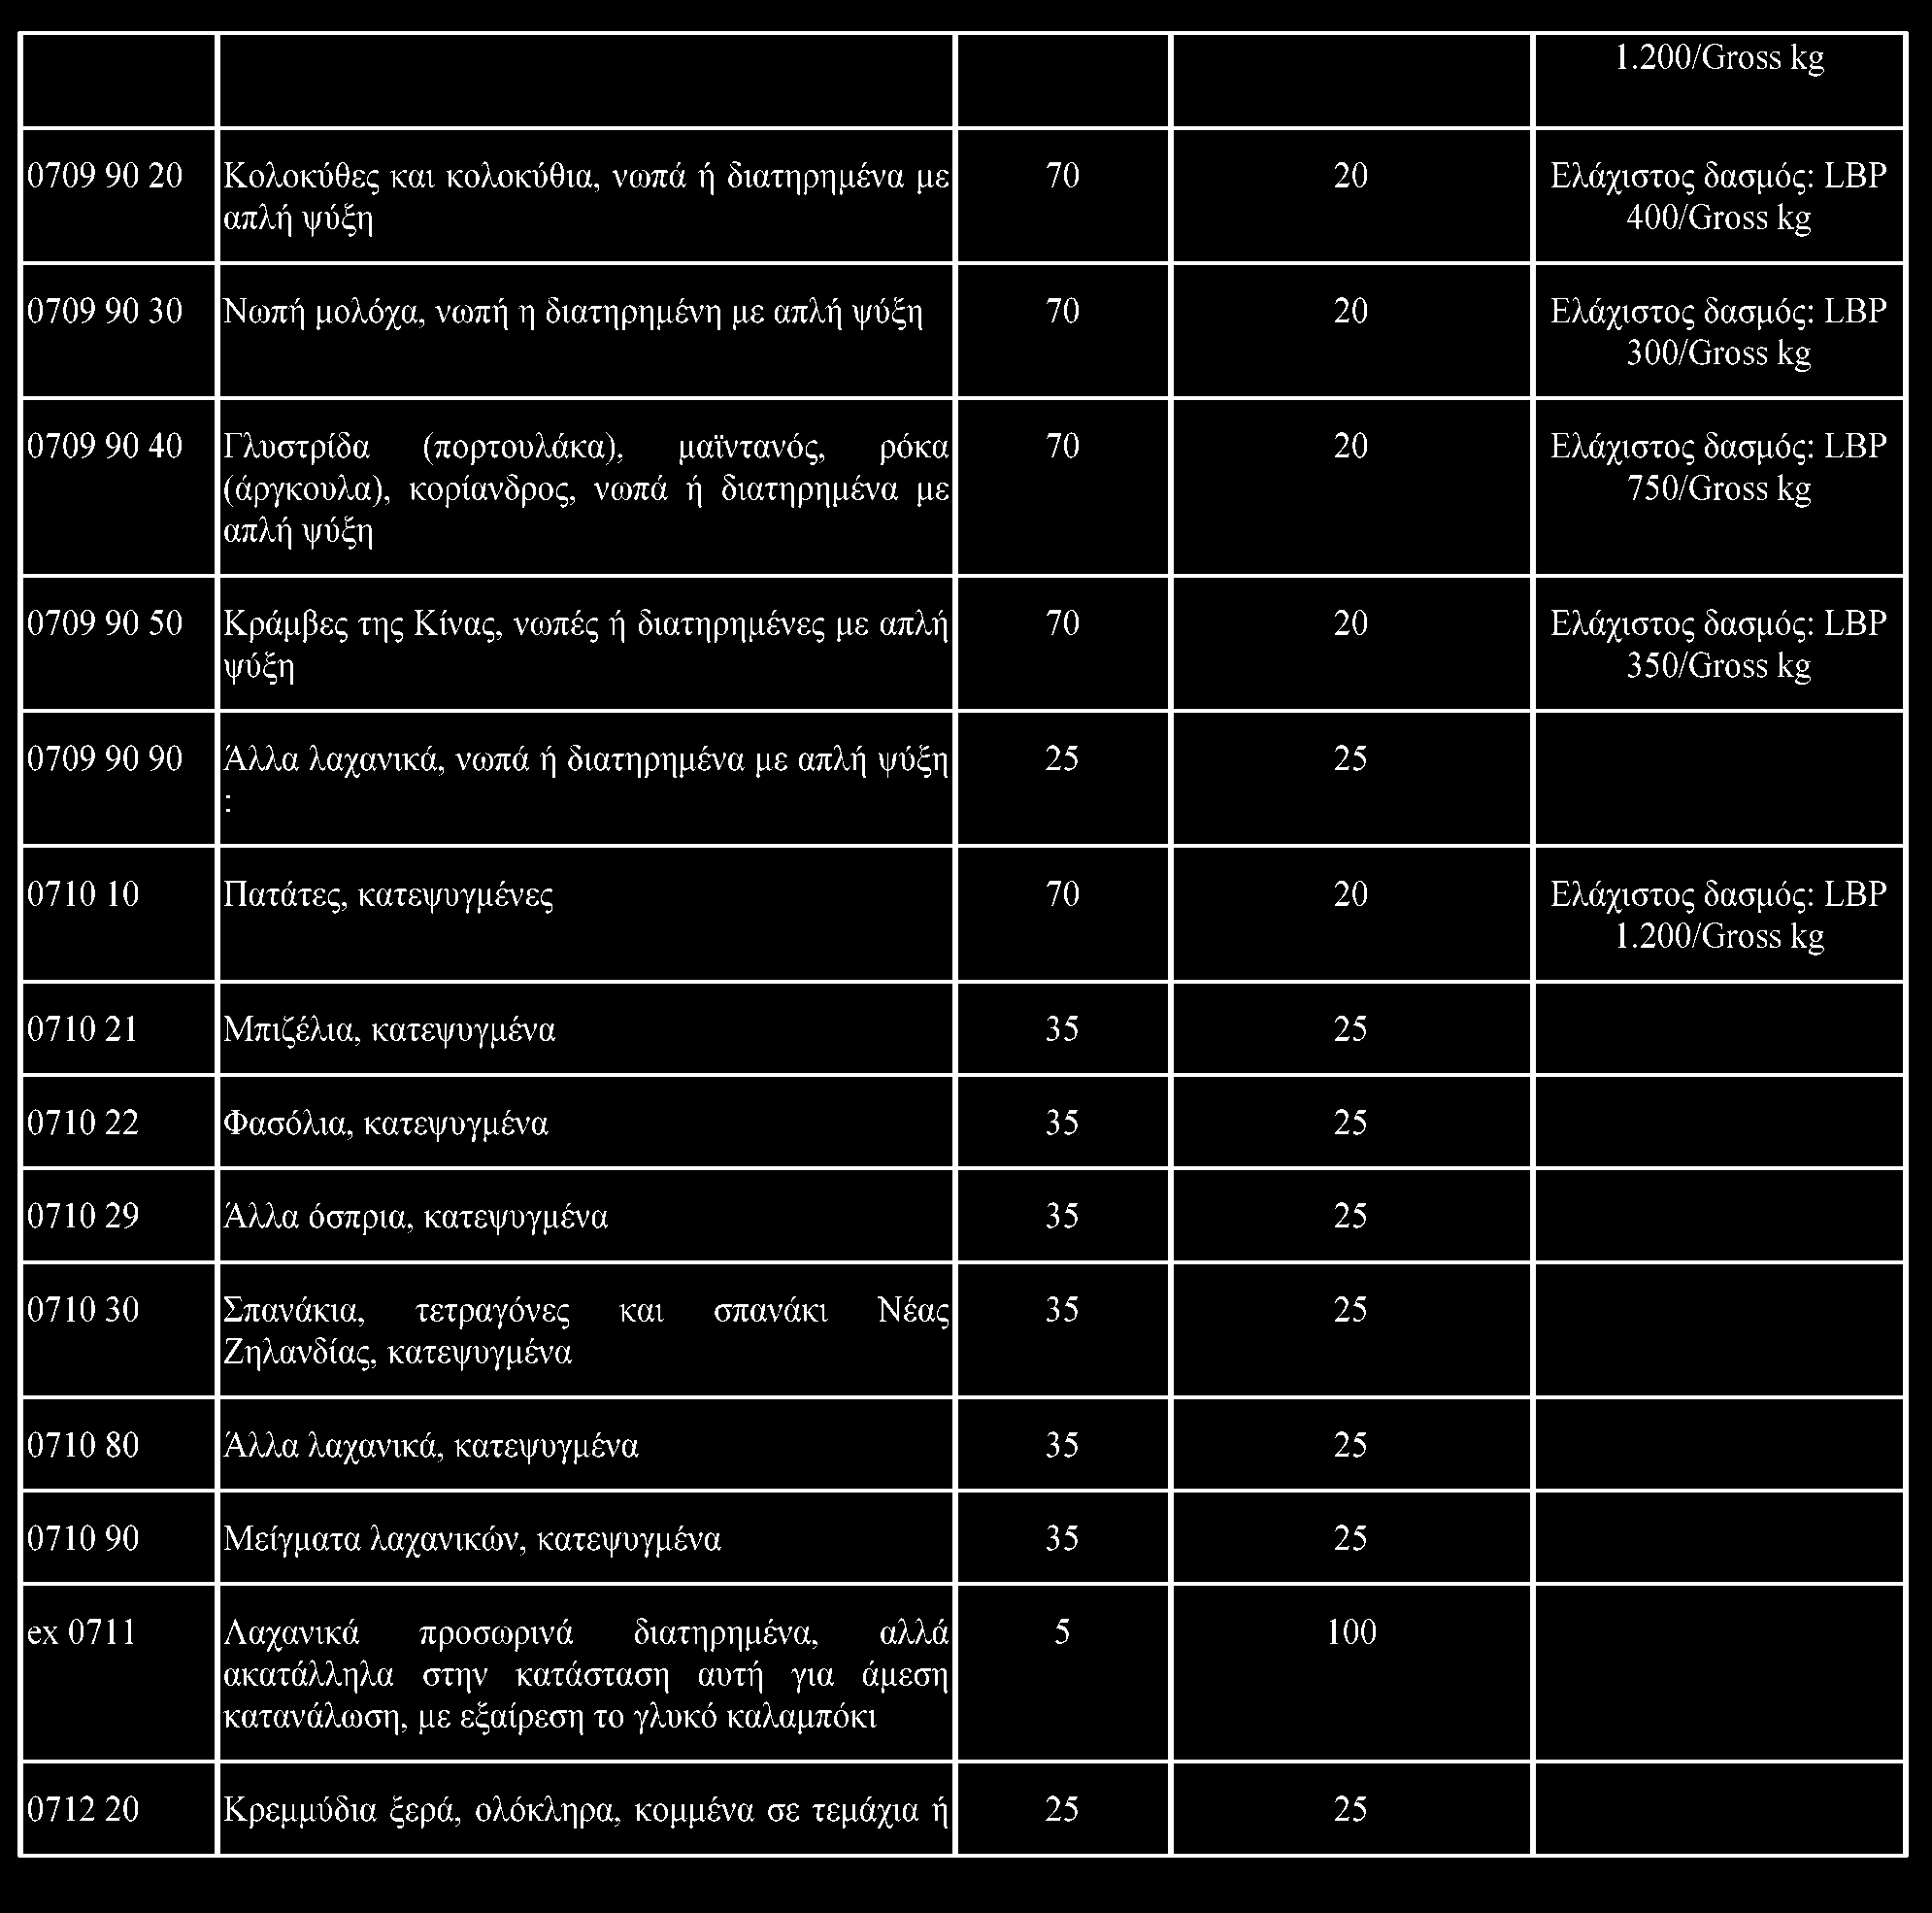 1.200/Gross kg
0709 90 20 Κολοκύθες και κολοκύθια, νωπά ή διατηρημένα με 70 20 Ελάχιστος δασμός: LBP
απλή ψύξη 400/Gross kg
0709 90 30 Νωπή μολόχα, νωπή η διατηρημένη με απλή ψύξη 70 20 Ελάχιστος δασμός: LBP
300/Gross kg
0709 90 40 Γλυστρίδα (πορτουλάκα), μαϊντανός, ρόκα 70 20 Ελάχιστος δασμός: LBP
(άργκουλα), κορίανδρος, νωπά ή διατηρημένα με 750/Gross kg
απλή ψύξη
0709 90 50 Κράμβες της Κίνας, νωπές ή διατηρημένες με απλή 70 20 Ελάχιστος δασμός: LBP
ψύξη 350/Gross kg
0709 90 90 Άλλα λαχανικά, νωπά ή διατηρημένα με απλή ψύξη 25 25
:
0710 10 Πατάτες, κατεψυγμένες 70 20 Ελάχιστος δασμός: LBP
1.200/Gross kg
0710 21 Μπιζέλια, κατεψυγμένα 35 25
0710 22 Φασόλια, κατεψυγμένα 35 25
0710 29 Άλλα όσπρια, κατεψυγμένα 35 25
0710 30 Σπανάκια, τετραγόνες και σπανάκι Νέας 35 25
Ζηλανδίας, κατεψυγμένα
0710 80 Άλλα λαχανικά, κατεψυγμένα 35 25
0710 90 Μείγματα λαχανικών, κατεψυγμένα 35 25
ex 0711 Λαχανικά προσωρινά διατηρημένα, αλλά 5 100
ακατάλληλα στην κατάσταση αυτή για άμεση
κατανάλωση, με εξαίρεση το γλυκό καλαμπόκι
0712 20 Κρεμμύδια ξερά, ολόκληρα, κομμένα σε τεμάχια ή 25 25